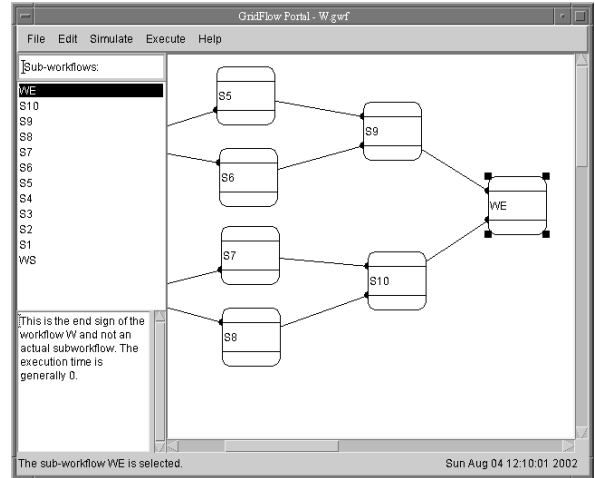 GridFlow Portal - W.gwf
File Edit Simulate Execute Help
Sub-workflows:
WE
S10
S9
S8
S7
S6
S5
S4
S3
S2
S1
WS
This is the end sign of the
workflow W and not an
actual subworkflow. The
execution time is
generally 0.
S5
S9
S6
WE
S7
S10
S8
The sub-workflow WE is selected.
Sun Aug 04 12:10:01 2002